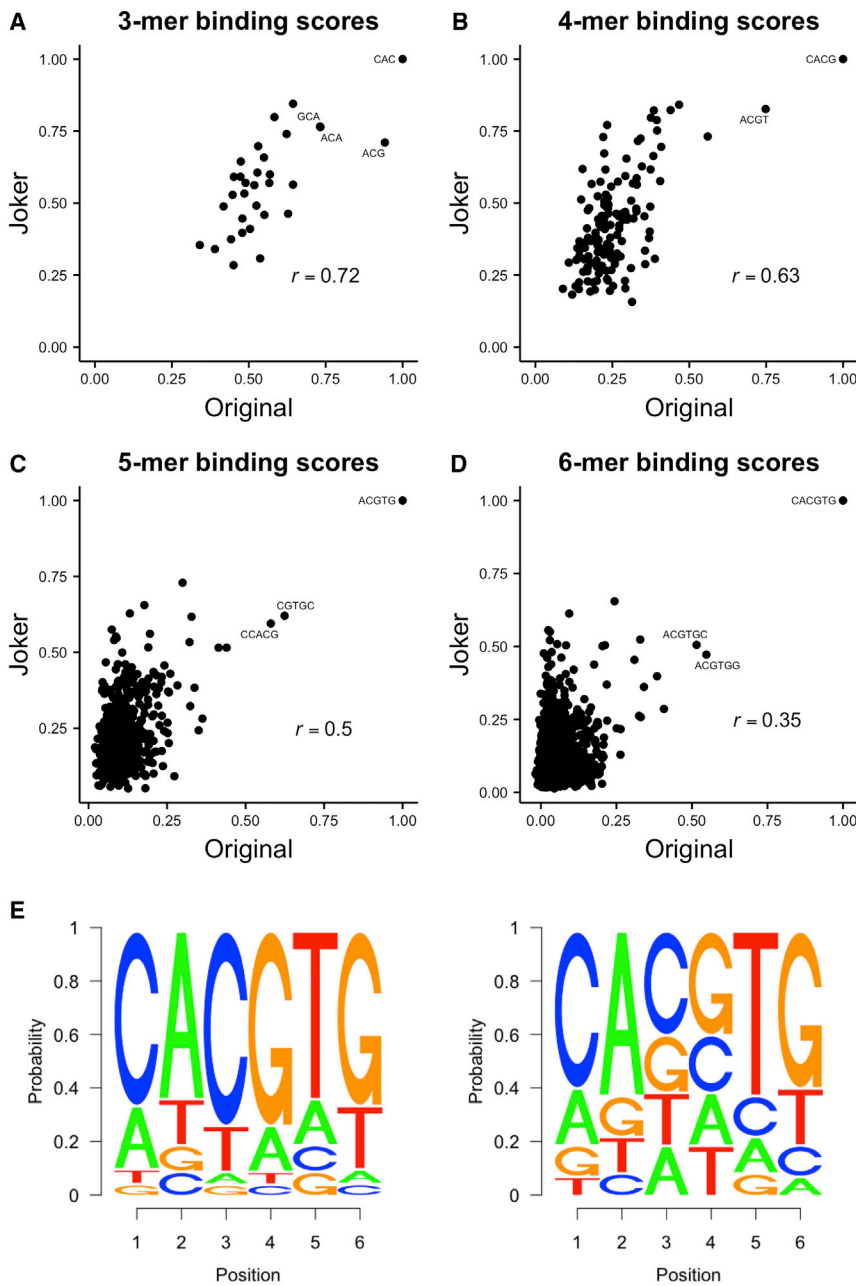 A 3-mer binding scores
1.00
0.75
0.50
0.25
0.00
Joker
CAC
GCA
ACA
ACG
r = 0.72
0.00 0.25 0.50 0.75 1.00
Original
B 4-mer binding scores
1.00
0.75
0.50
0.25
0.00
Joker
CACG
ACGT
r = 0.63
0.00 0.25 0.50 0.75 1.00
Original
C 5-mer binding scores
1.00
0.75
0.50
0.25
Joker
ACGTG
CGTGC
CCACG
r = 0.5
0.00 0.25 0.50 0.75 1.00
Original
D 6-mer binding scores
1.00
0.75
0.50
0.25
0.00
Joker
CACGTG
ACGTGC
ACGTGG
r = 0.35
0.00 0.25 0.50 0.75 1.00
Original
E
1
0.8
0.6
0.4
0.2
0
Probability
CACGTG
ATTAAT
TGATCA
GCGCGC
1 2 3 4 5 6
Position
1
0.8
0.6
0.4
0.2
0
Probability
CACGTG
AGGCCT
GTTAAC
TCATGA
1 2 3 4 5 6
Position